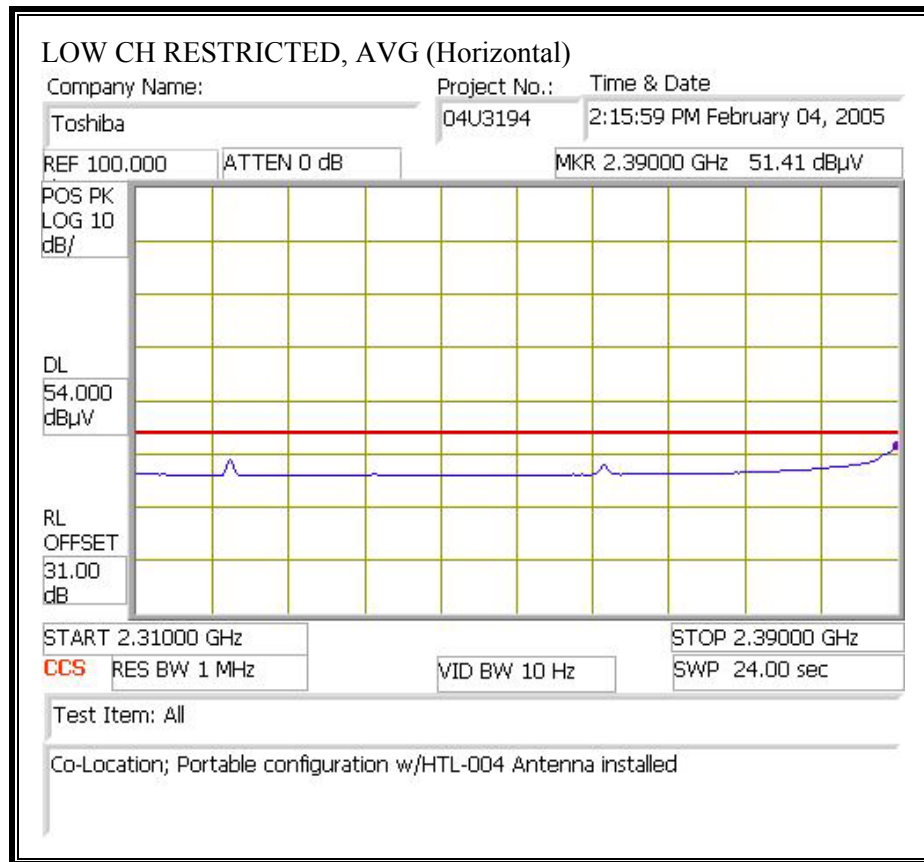 LOW CH RESTRICTED, AVG (Horizontal)
Company Name:
Project No.:
Time & Date
Toshiba
04U3194
2:15:59 PM February 04, 2005
REF 100.000
ATTEN 0 dB
MKR 2.39000 GHz 51.41 dBµV
POS PK
LOG 10
dB/
DL
54.000
dBµV
RL
OFFSET
31.00
dB
START 2.31000 GHz
STOP 2.39000 GHz
CCS
RES BW 1 MHz
VID BW 10 Hz
SWP 24.00 sec
Test Item: All
Co-Location; Portable configuration w/HTL-004 Antenna installed